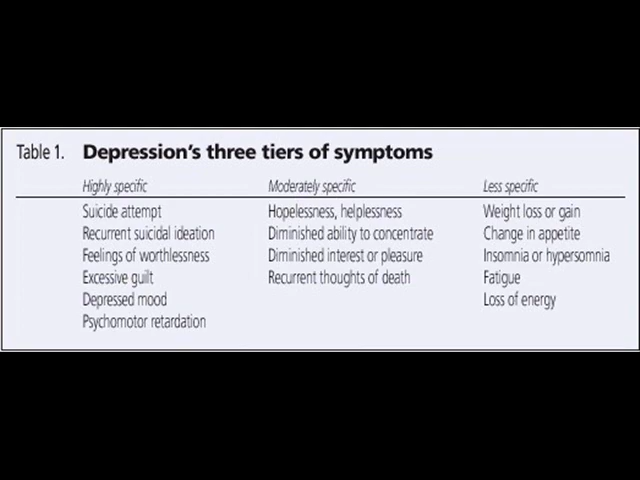 Table 1. Depression's three tiers of symptoms
Highly specific Moderately specific Less specific
Suicide attempt Hopelessness, helplessness Weight loss or gain
Recurrent suicidal ideation Diminished ability to concentrate Change in appetite
Feelings of worthlessness Diminished interest or pleasure Insomnia or hypersomnia
Excessive guilt Recurrent thoughts of death Fatigue
Depressed mood Loss of energy
Psychomotor retardation